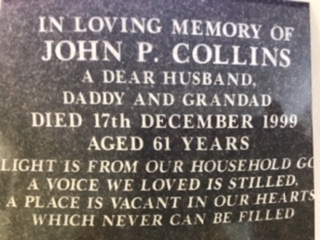 IN LOVING MEMORY OF
JOHN P. COLLINS
A DEAR HUSBAND,
DADDY AND GRANDAD
DIED 17th DECEMBER 1999
AGED 61 YEARS
LIGHT IS FROM OUR HOUSEHOLD GO
A VOICE WE LOVED IS STILLED,
A PLACE IS VACANT IN OUR HEARTS
WHICH NEVER CAN BE FILLED